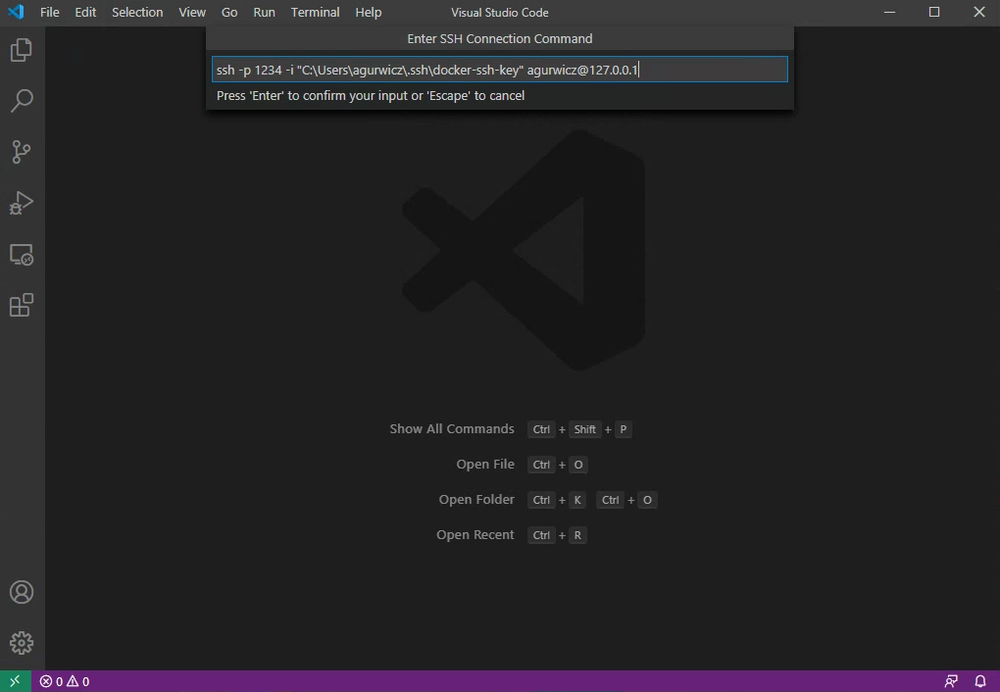 File Edit Selection View Go Run Terminal Help Visual Studio Code
Enter SSH Connection Command
ssh -p 1234 -i "C:\Users\agurwicz\.ssh\docker-ssh-key" agurwicz@127.0.0.1
Press 'Enter' to confirm your input or 'Escape' to cancel
Show All Commands Ctrl + Shift + P
Open File Ctrl + O
Open Folder Ctrl + K Ctrl + O
Open Recent Ctrl + R
0 0